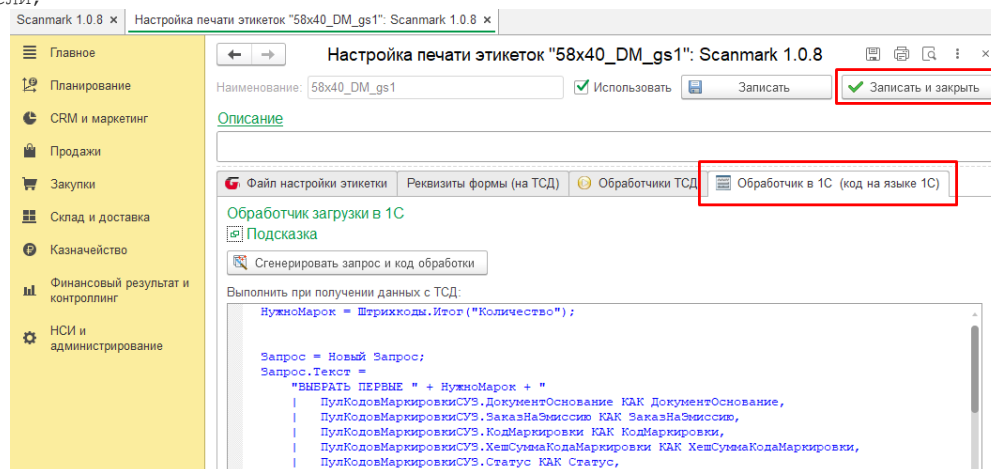 Scanmark 1.0.8 ×
Настройка печати этикеток "58x40_DM_gs1": Scanmark 1.0.8 ×
Главное
Планирование
CRM и маркетинг
Продажи
Закупки
Склад и доставка
Казначейство
Финансовый результат и
контроллинг
НСИ и
администрирование
Настройка печати этикеток "58x40_DM_gs1": Scanmark 1.0.8
Наименование: 58x40_DM_gs1
Использовать
Записать
Записать и закрыть
Описание
Файл настройки этикетки
Реквизиты формы (на ТСД)
Обработчики ТСД
Обработчик в 1С (код на языке 1С)
Обработчик загрузки в 1С
Подсказка
Сгенерировать запрос и код обработки
Выполнить при получении данных с ТСД:
НужноМарок = Штрихкоды.Итог("Количество");
Запрос = Новый Запрос;
Запрос.Текст =
"ВЫБРАТЬ ПЕРВЫЕ " + НужноМарок + "
| ПулКодовМаркировкиСУЗ.ДокументОснование КАК ДокументОснование,
| ПулКодовМаркировкиСУЗ.ЗаказНаЭмиссию КАК ЗаказНаЭмиссию,
| ПулКодовМаркировкиСУЗ.КодМаркировки КАК КодМаркировки,
| ПулКодовМаркировкиСУЗ.ХешСуммаКодаМаркировки КАК ХешСуммаКодаМаркировки,
| ПулКодовМаркировкиСУЗ.Статус КАК Статус,